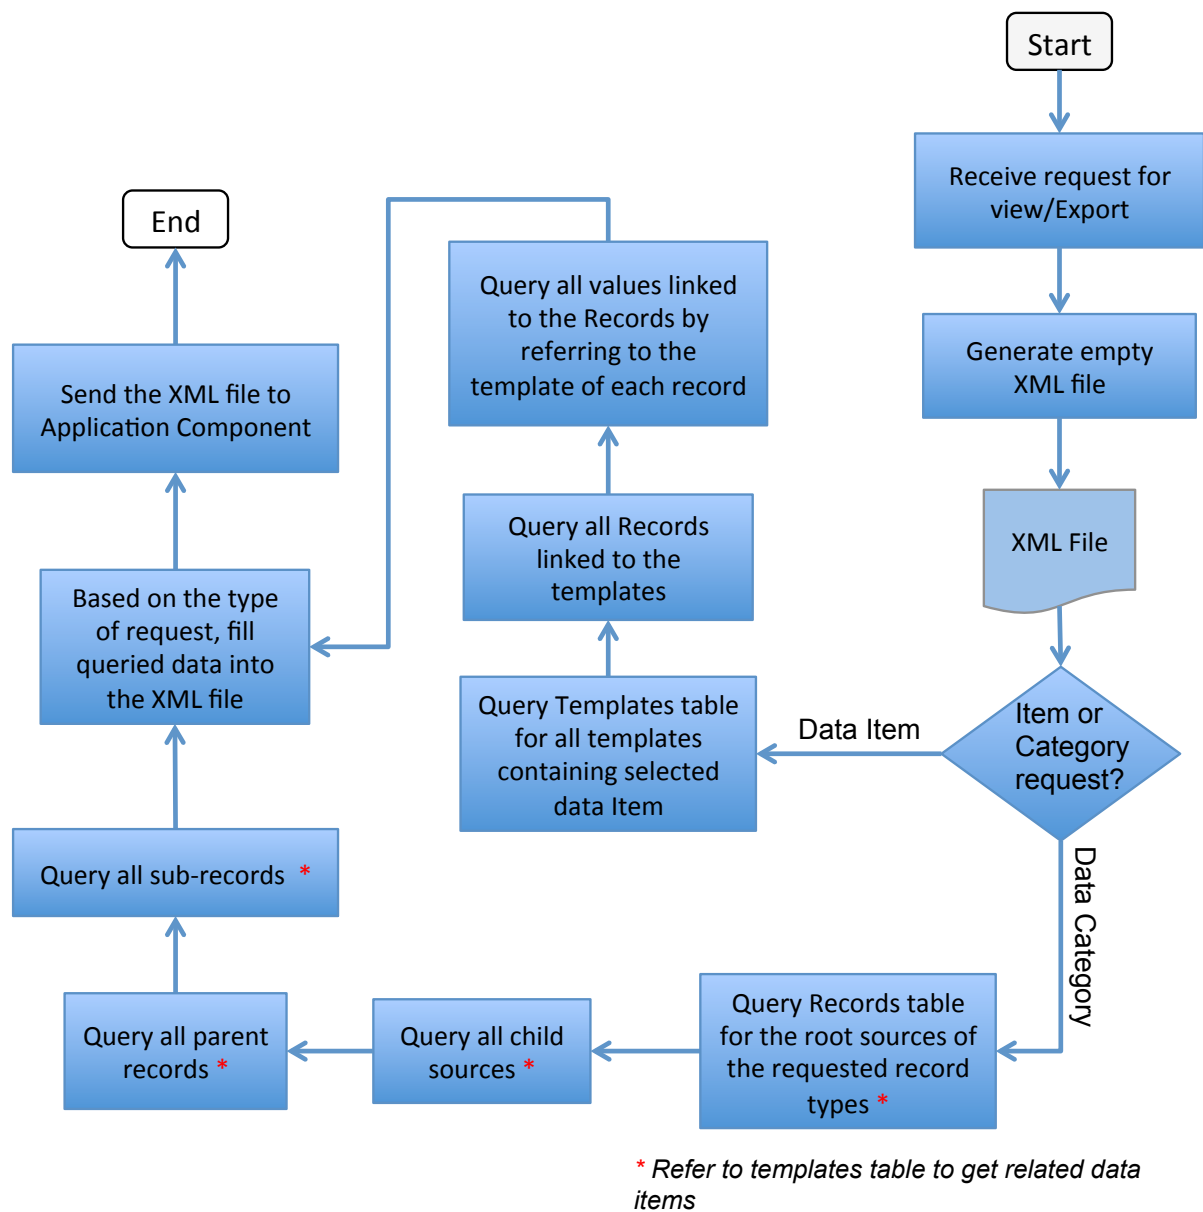 Start
Receive request for
view/Export
Generate empty
XML file
XML File
Item or
Category
request?
Data Item
Query Templates table
for all templates
containing selected
data Item
Query all Records
linked to the
templates
Query all values linked
to the Records by
referring to the
template of each record
Data Category
Query Records table
for the root sources of
the requested record
types *
Query all child
sources *
Query all parent
records *
Query all sub-records *
Based on the type
of request, fill
queried data into
the XML file
Send the XML file to
Application Component
End
* Refer to templates table to get related data
items